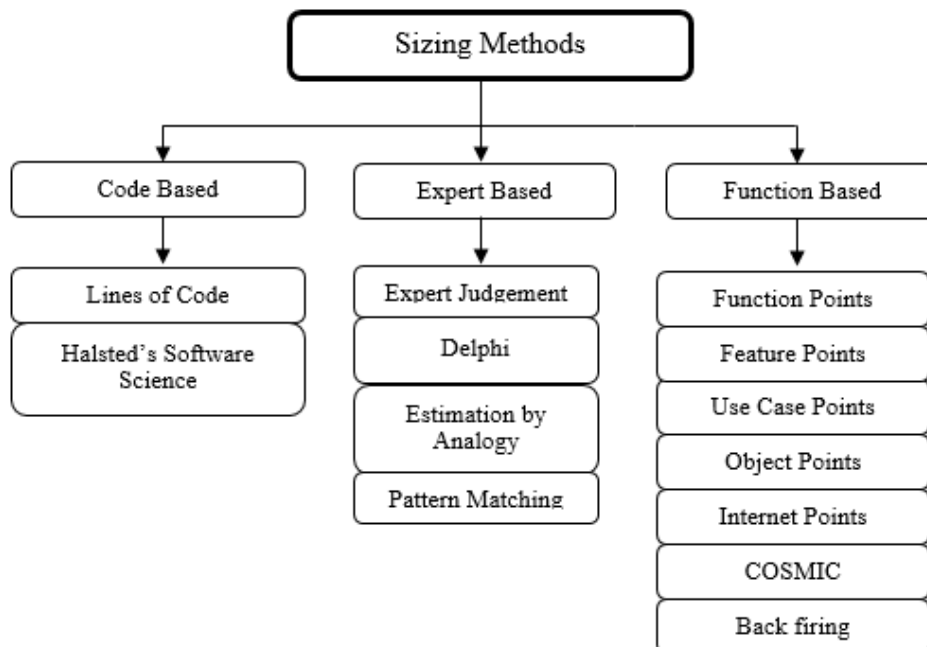 Sizing Methods
Code Based
Expert Based
Function Based
Lines of Code
Halsted’s Software
Science
Expert Judgement
Delphi
Estimation by
Analogy
Pattern Matching
Function Points
Feature Points
Use Case Points
Object Points
Internet Points
COSMIC
Back firing